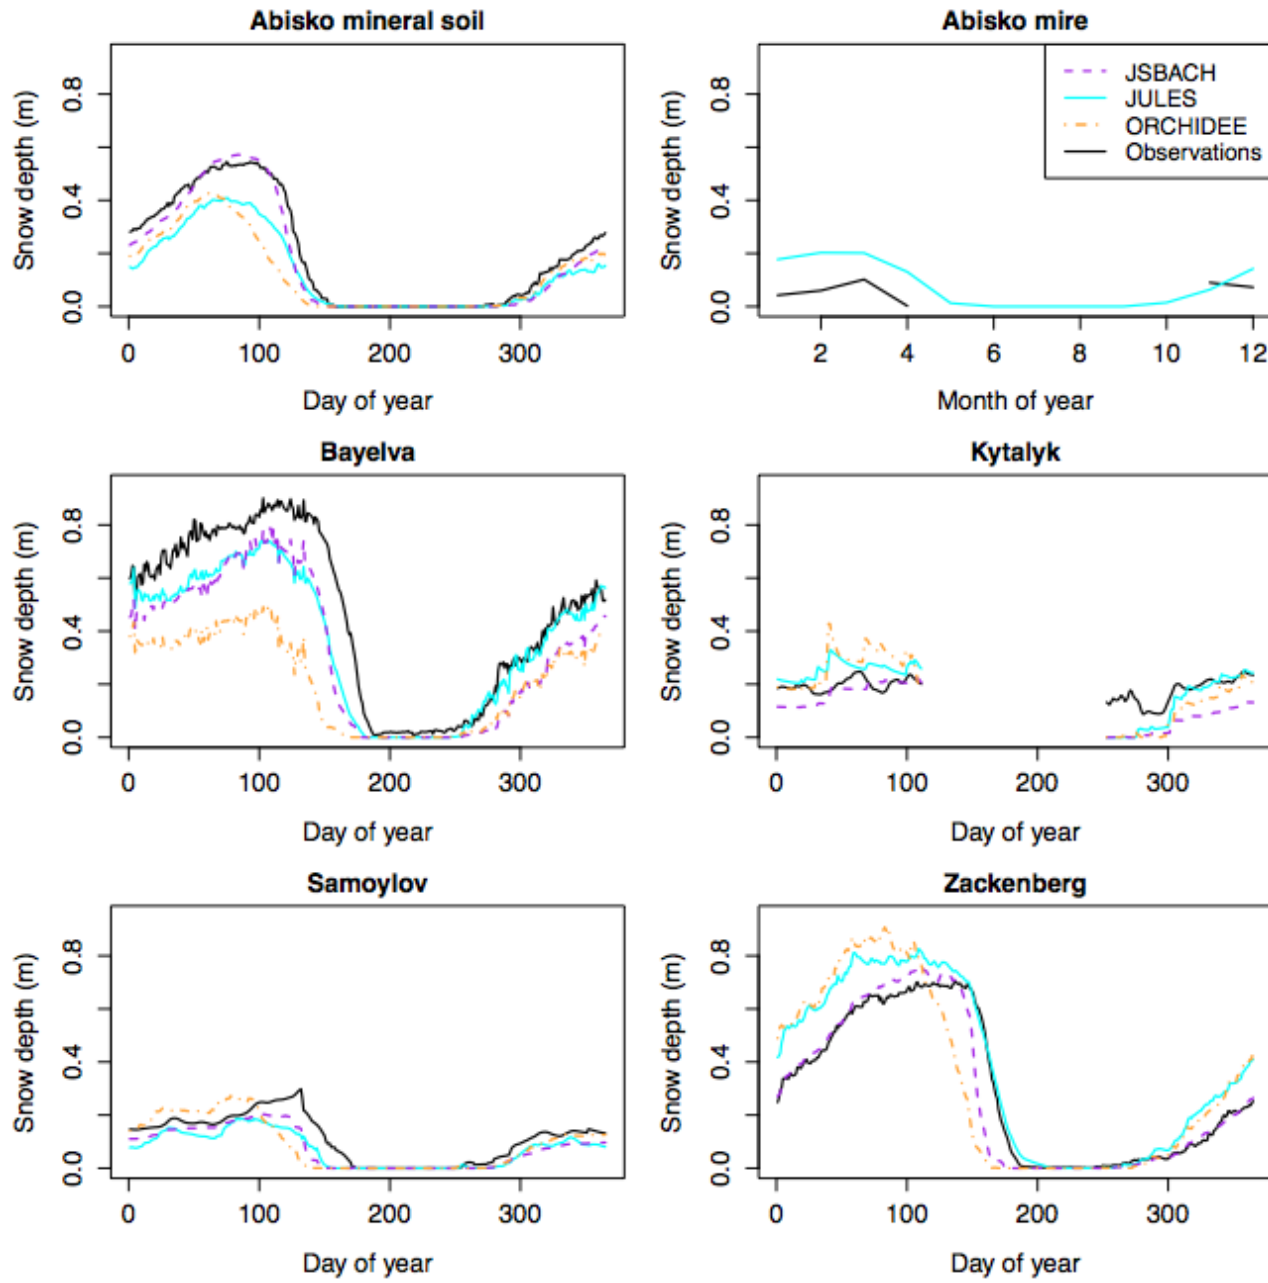 Abisko mineral soil
Snow depth (m)
0.0 0.4 0.8
0 100 200 300
Day of year
Abisko mire
JSBACH
JULES
ORCHIDEE
Observations
Snow depth (m)
0.0 0.4 0.8
2 4 6 8 10 12
Month of year
Bayelva
Snow depth (m)
0.0 0.4 0.8
0 100 200 300
Day of year
Kytalyk
Snow depth (m)
0.0 0.4 0.8
0 100 200 300
Day of year
Samoylov
Snow depth (m)
0.0 0.4 0.8
0 100 200 300
Day of year
Zackenberg
Snow depth (m)
0.0 0.4 0.8
0 100 200 300
Day of year